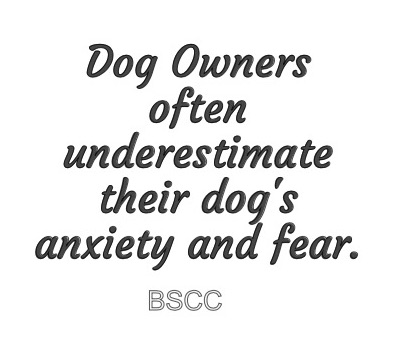 Dog Owners
often
underestimate
their dog's
anxiety and fear.
BSCC